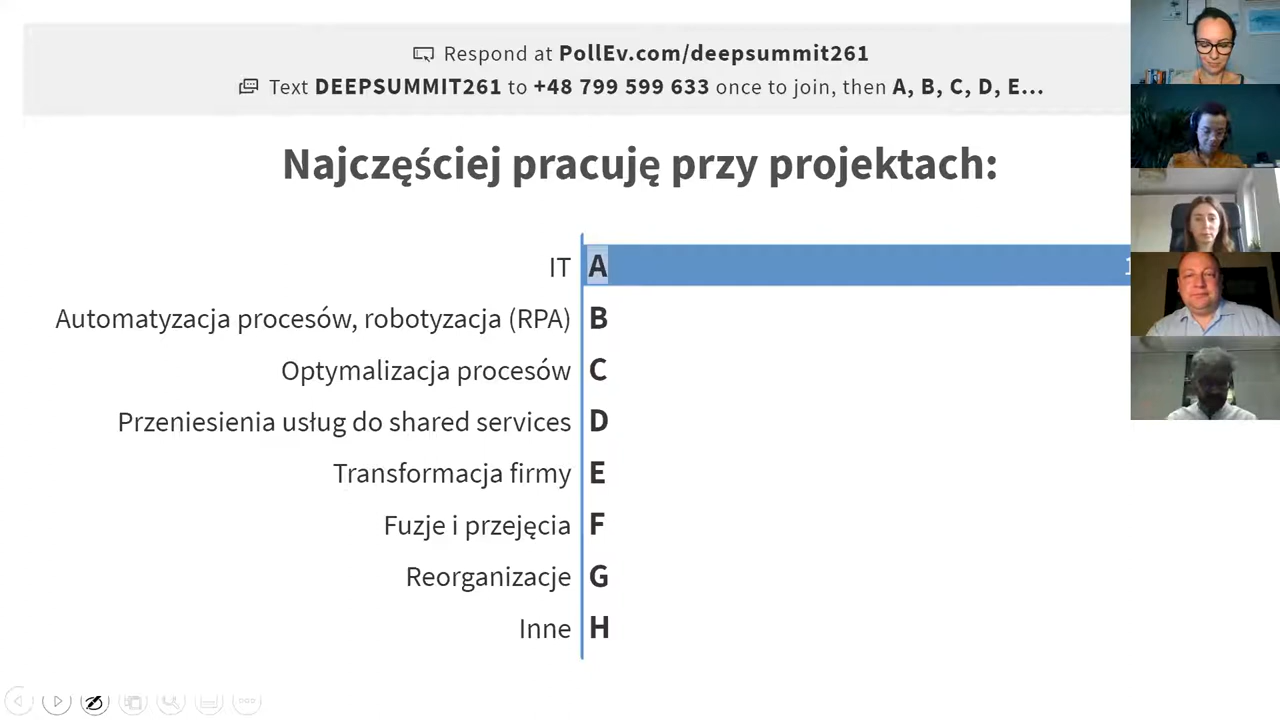 Respond at PollEv.com/deepsummit261
Text DEEPSUMMIT261 to +48 799 599 633 once to join, then A, B, C, D, E...
Najczęściej pracuję przy projektach:
IT A
Automatyzacja procesów, robotyzacja (RPA) B
Optymalizacja procesów C
Przeniesienia usług do shared services D
Transformacja firmy E
Fuzje i przejęcia F
Reorganizacje G
Inne H